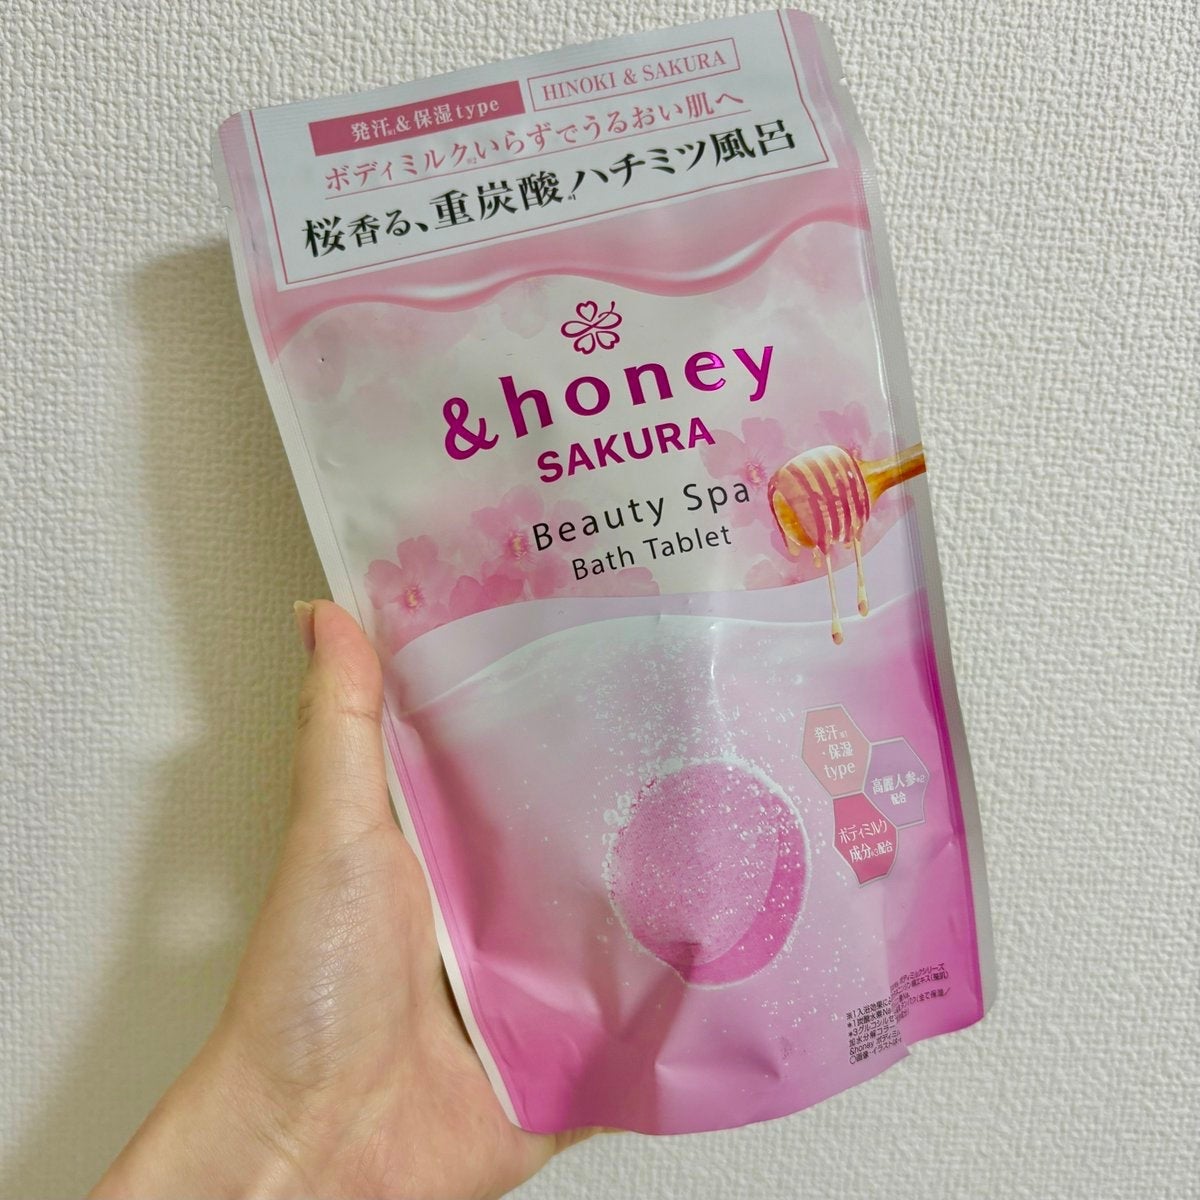 発汗※1&保湿type
HINOKI & SAKURA
ボディミルク※2いらずでうるおい肌へ
桜香る、重炭酸*1ハチミツ風呂
&honey
SAKURA
Beauty Spa
Bath Tablet
発汗※1
・保湿
type
高麗人参※2
配合
ボディミルク
成分※3配合